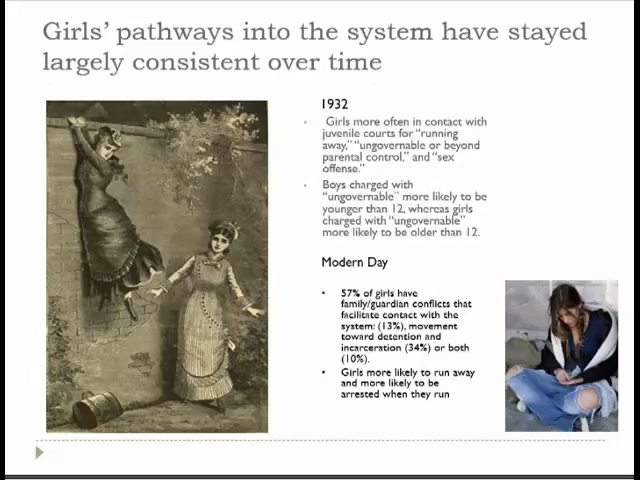 Girls’ pathways into the system have stayed
largely consistent over time
1932
Girls more often in contact with
juvenile courts for “running
away,” “ungovernable or beyond
parental control,” and “sex
offense.”
Boys charged with
“ungovernable” more likely to be
younger than 12, whereas girls
charged with “ungovernable”
more likely to be older than 12.
Modern Day
57% of girls have
family/guardian conflicts that
facilitate contact with the
system: (13%), movement
toward detention and
incarceration (34%) or both
(10%).
Girls more likely to run away
and more likely to be
arrested when they run